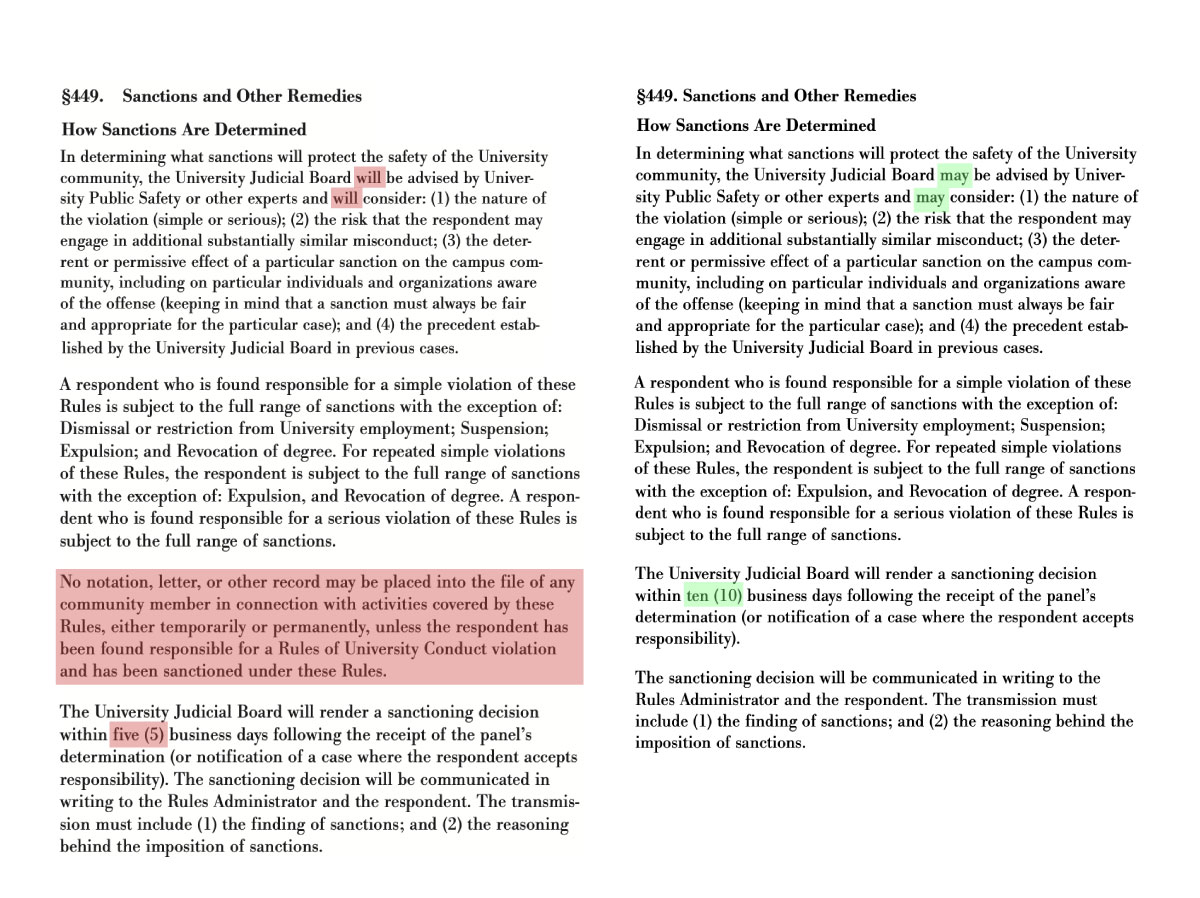 §449. Sanctions and Other Remedies
How Sanctions Are Determined
In determining what sanctions will protect the safety of the University
community, the University Judicial Board will be advised by Univer-
sity Public Safety or other experts and will consider: (1) the nature of
the violation (simple or serious); (2) the risk that the respondent may
engage in additional substantially similar misconduct; (3) the deter-
rent or permissive effect of a particular sanction on the campus com-
munity, including on particular individuals and organizations aware
of the offense (keeping in mind that a sanction must always be fair
and appropriate for the particular case); and (4) the precedent estab-
lished by the University Judicial Board in previous cases.
A respondent who is found responsible for a simple violation of these
Rules is subject to the full range of sanctions with the exception of:
Dismissal or restriction from University employment; Suspension;
Expulsion; and Revocation of degree. For repeated simple violations
of these Rules, the respondent is subject to the full range of sanctions
with the exception of: Expulsion, and Revocation of degree. A respon-
dent who is found responsible for a serious violation of these Rules is
subject to the full range of sanctions.
No notation, letter, or other record may be placed into the file of any
community member in connection with activities covered by these
Rules, either temporarily or permanently, unless the respondent has
been found responsible for a Rules of University Conduct violation
and has been sanctioned under these Rules.
The University Judicial Board will render a sanctioning decision
within five (5) business days following the receipt of the panel's
determination (or notification of a case where the respondent accepts
responsibility). The sanctioning decision will be communicated in
writing to the Rules Administrator and the respondent. The transmis-
sion must include (1) the finding of sanctions; and (2) the reasoning
behind the imposition of sanctions.
§449. Sanctions and Other Remedies
How Sanctions Are Determined
In determining what sanctions will protect the safety of the University
community, the University Judicial Board may be advised by Univer-
sity Public Safety or other experts and may consider: (1) the nature of
the violation (simple or serious); (2) the risk that the respondent may
engage in additional substantially similar misconduct; (3) the deter-
rent or permissive effect of a particular sanction on the campus com-
munity, including on particular individuals and organizations aware
of the offense (keeping in mind that a sanction must always be fair
and appropriate for the particular case); and (4) the precedent estab-
lished by the University Judicial Board in previous cases.
A respondent who is found responsible for a simple violation of these
Rules is subject to the full range of sanctions with the exception of:
Dismissal or restriction from University employment; Suspension;
Expulsion; and Revocation of degree. For repeated simple violations
of these Rules, the respondent is subject to the full range of sanctions
with the exception of: Expulsion, and Revocation of degree. A respon-
dent who is found responsible for a serious violation of these Rules is
subject to the full range of sanctions.
The University Judicial Board will render a sanctioning decision
within ten (10) business days following the receipt of the panel's
determination (or notification of a case where the respondent accepts
responsibility).
The sanctioning decision will be communicated in writing to the
Rules Administrator and the respondent. The transmission must
include (1) the finding of sanctions; and (2) the reasoning behind the
imposition of sanctions.